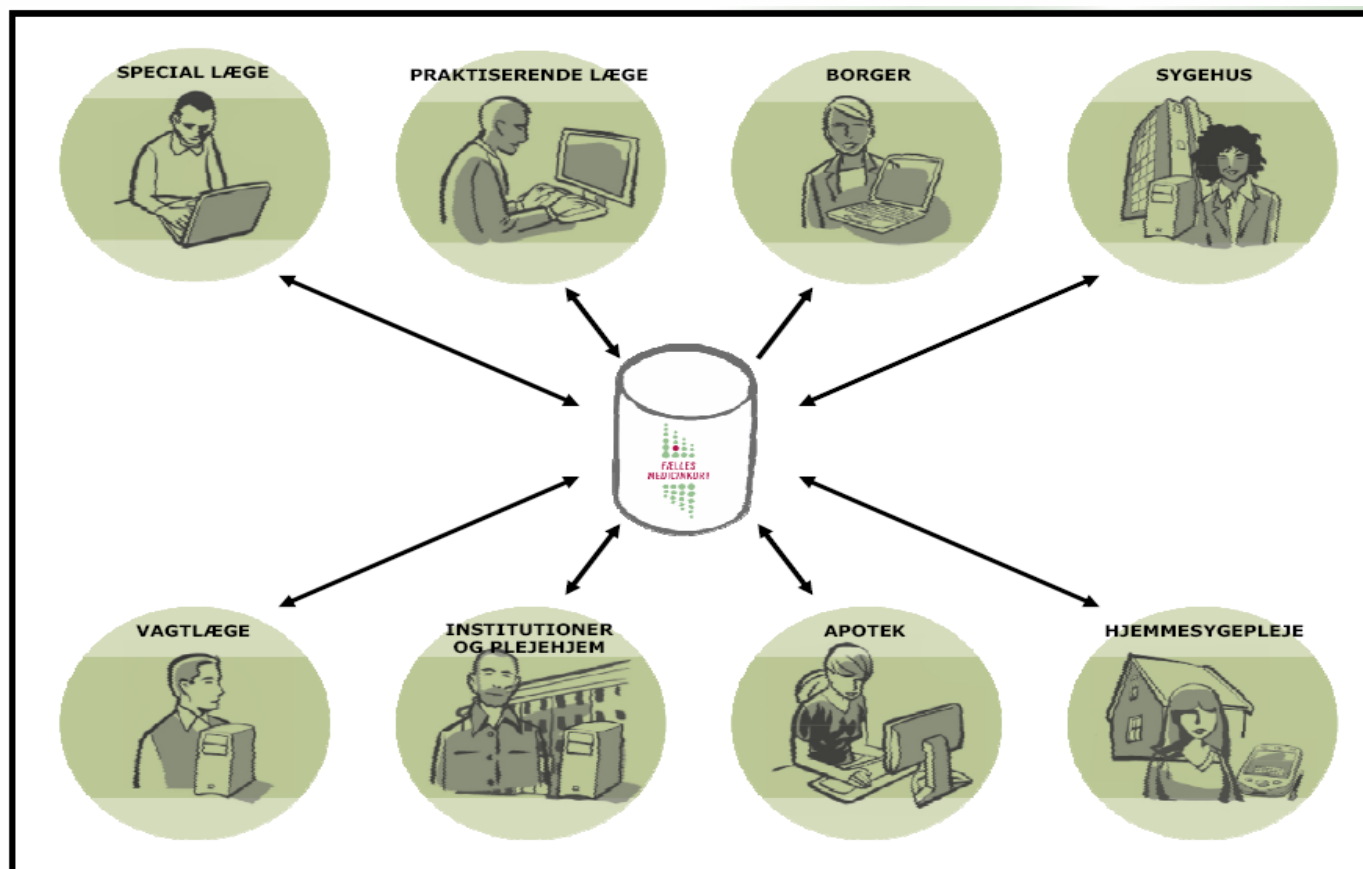 SPECIAL LÆGE
PRAKTISERENDE LÆGE
BORGER
SYGEHUS
FÆLLES
MEDICINKORT
VAGTLÆGE
INSTITUTIONER
OG PLEJEHJEM
APOTEK
HJEMMESYGEPLEJE